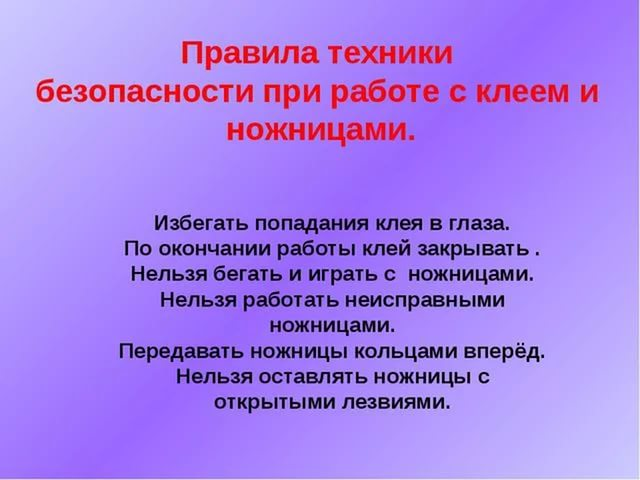 Правила техники
безопасности при работе с клеем и
ножницами.
Избегать попадания клея в глаза.
По окончании работы клей закрывать .
Нельзя бегать и играть с ножницами.
Нельзя работать неисправными
ножницами.
Передавать ножницы кольцами вперёд.
Нельзя оставлять ножницы с
открытыми лезвиями.